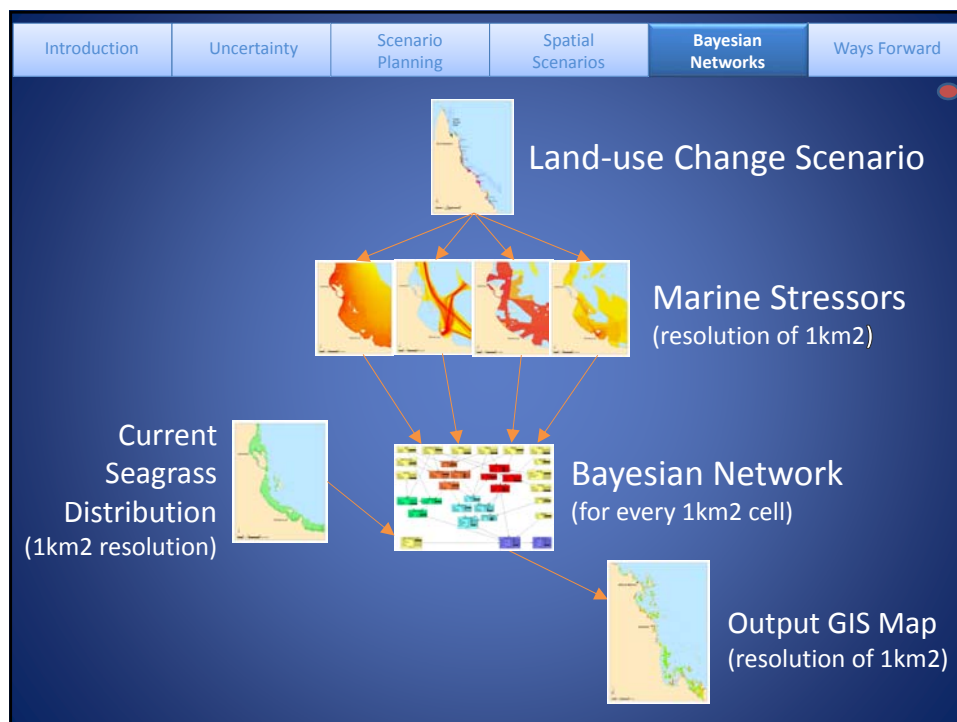 Introduction
Uncertainty
Scenario
Planning
Spatial
Scenarios
Bayesian
Networks
Ways Forward
Land-use Change Scenario
Marine Stressors
(resolution of 1km2)
Current
Seagrass
Distribution
(1km2 resolution)
Bayesian Network
(for every 1km2 cell)
Output GIS Map
(resolution of 1km2)